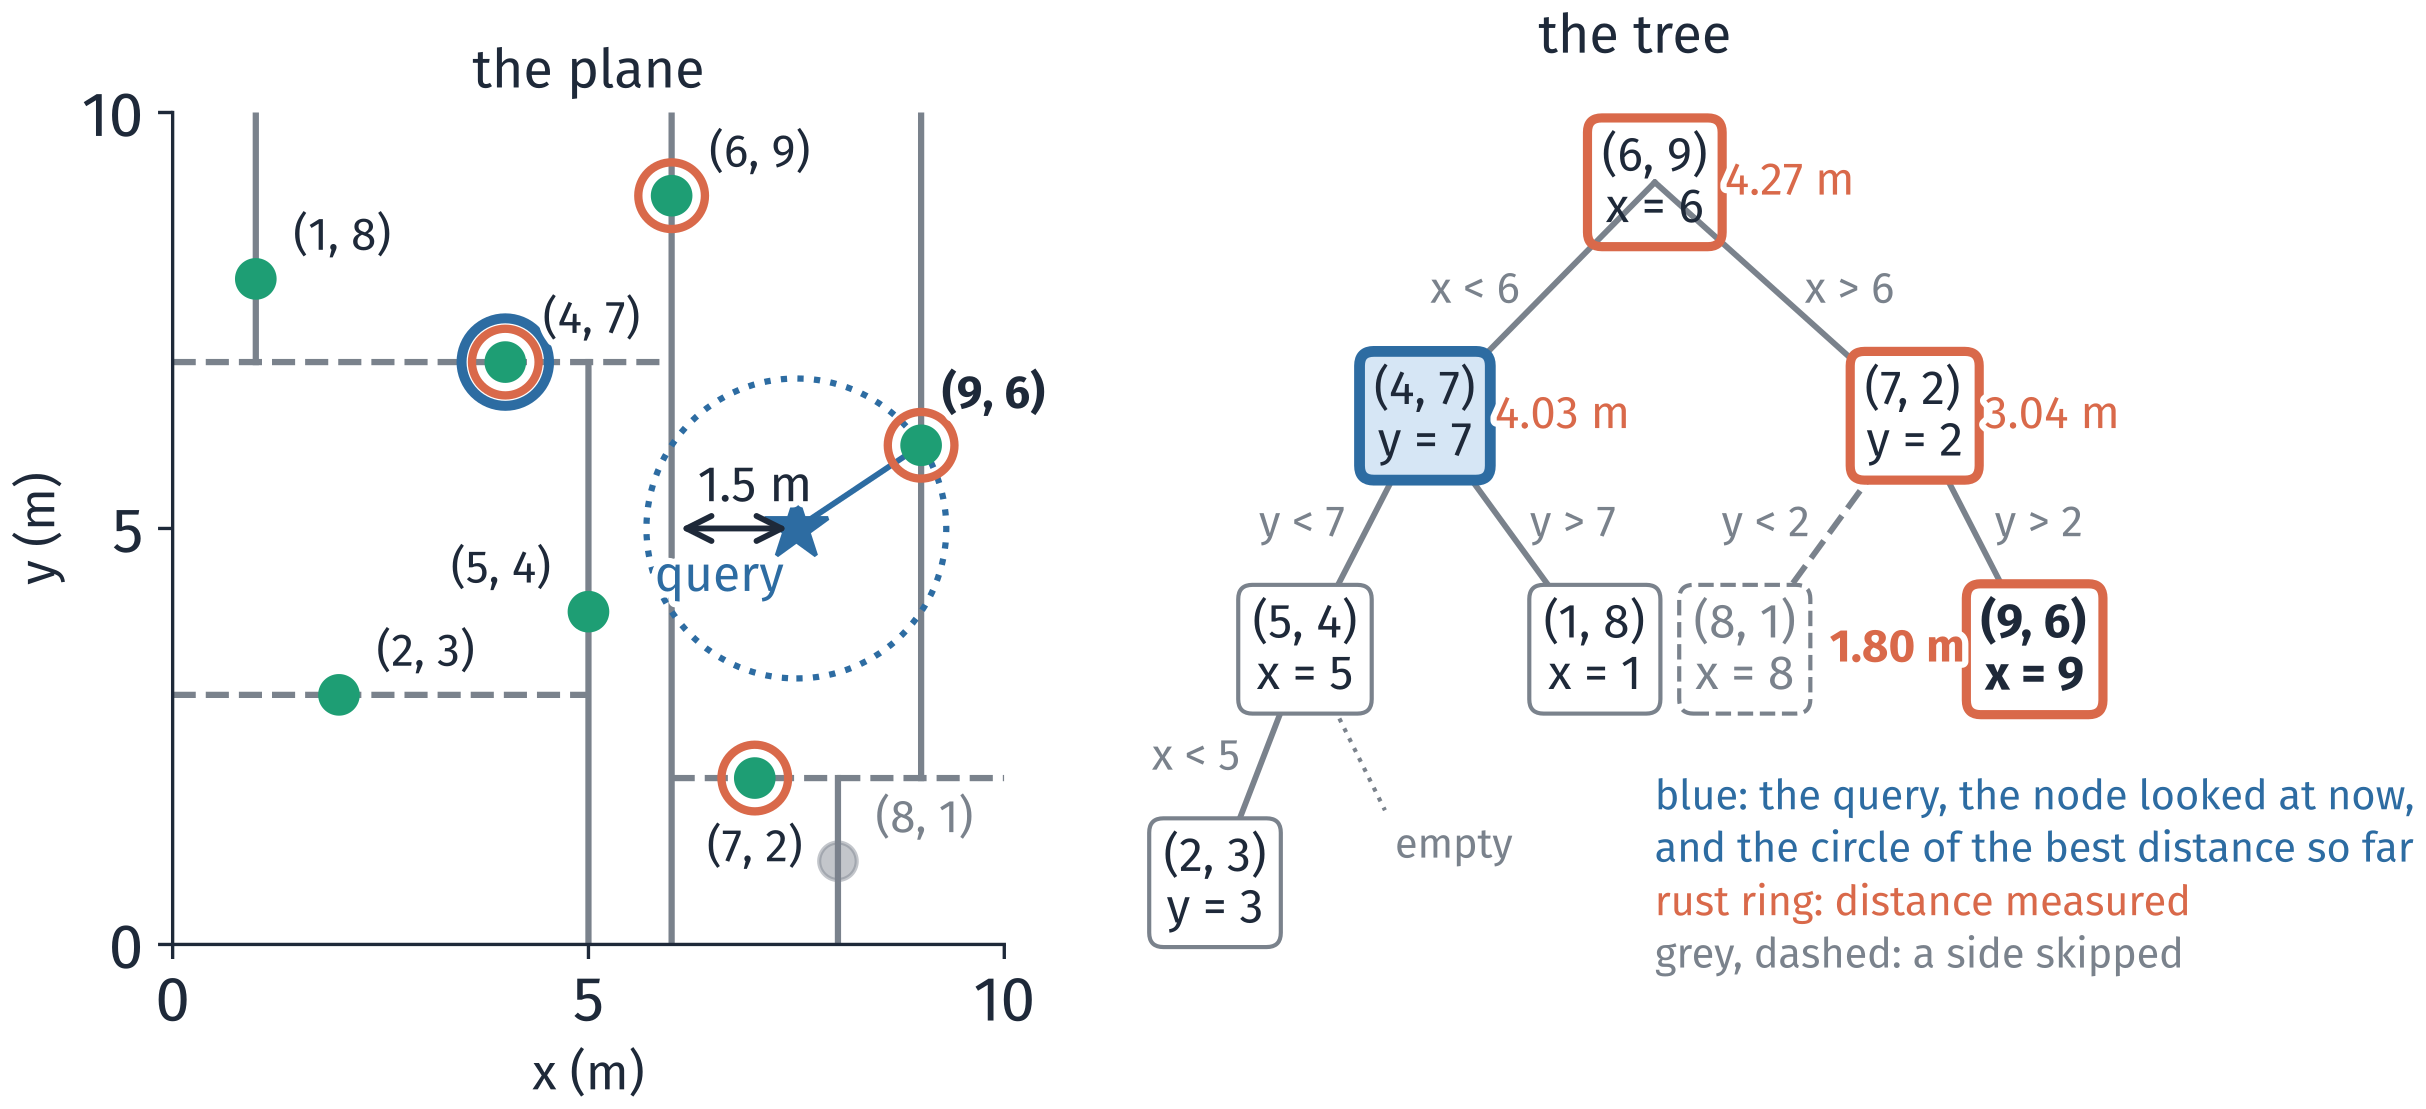 the plane
10
5
0
0
5
10
x (m)
y (m)
(1, 8)
(6, 9)
(4, 7)
(9, 6)
1.5 m
query
(5, 4)
(2, 3)
(7, 2)
(8, 1)
the tree
(6, 9)
x = 6
4.27 m
x < 6
x > 6
(4, 7)
y = 7
4.03 m
(7, 2)
y = 2
3.04 m
y < 7
y > 7
y < 2
y > 2
(5, 4)
x = 5
(1, 8)
x = 1
(8, 1)
x = 8
1.80 m
(9, 6)
x = 9
x < 5
empty
(2, 3)
y = 3
blue: the query, the node looked at now,
and the circle of the best distance so far
rust ring: distance measured
grey, dashed: a side skipped